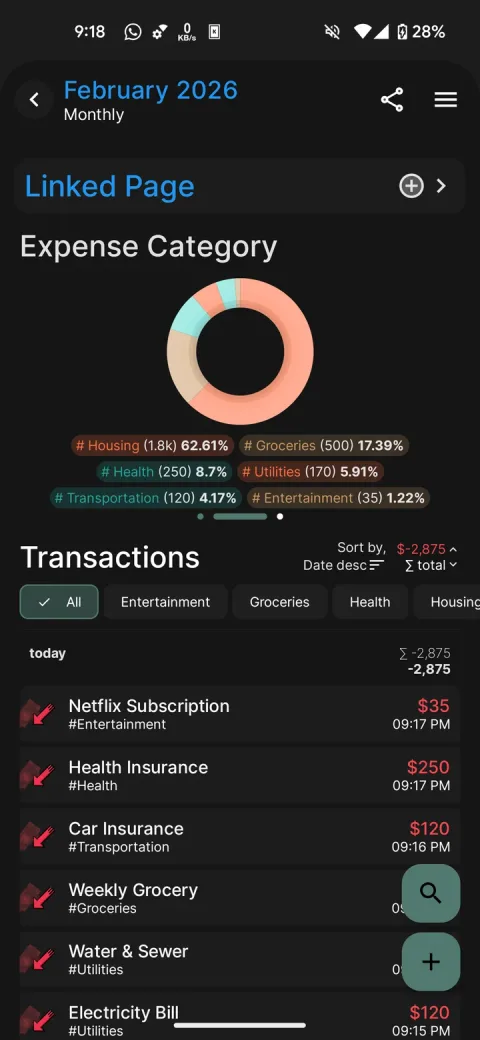 9:18 0 KB/s 28%
February 2026
Monthly
Linked Page
Expense Category
# Housing (1.8k) 62.61% # Groceries (500) 17.39%
# Health (250) 8.7% # Utilities (170) 5.91%
# Transportation (120) 4.17% # Entertainment (35) 1.22%
Transactions
Sort by, $-2,875
Date desc ∑ total
All Entertainment Groceries Health Housing
today ∑ -2,875
-2,875
Netflix Subscription $35
#Entertainment 09:17 PM
Health Insurance $250
#Health 09:17 PM
Car Insurance $120
#Transportation 09:16 PM
Weekly Grocery
#Groceries
Water & Sewer
#Utilities
Electricity Bill $120
#Utilities 09:15 PM